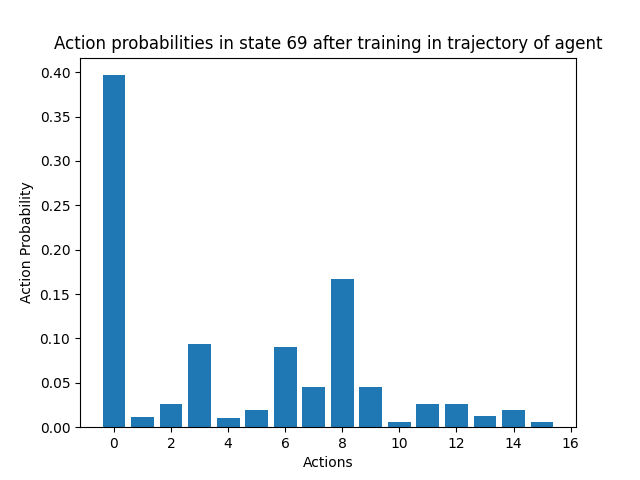 Action probabilities in state 69 after training in trajectory of agent
0.40
0.35
0.30
0.25
0.20
0.15
0.10
0.05
0.00
Action Probability
0 2 4 6 8 10 12 14 16
Actions